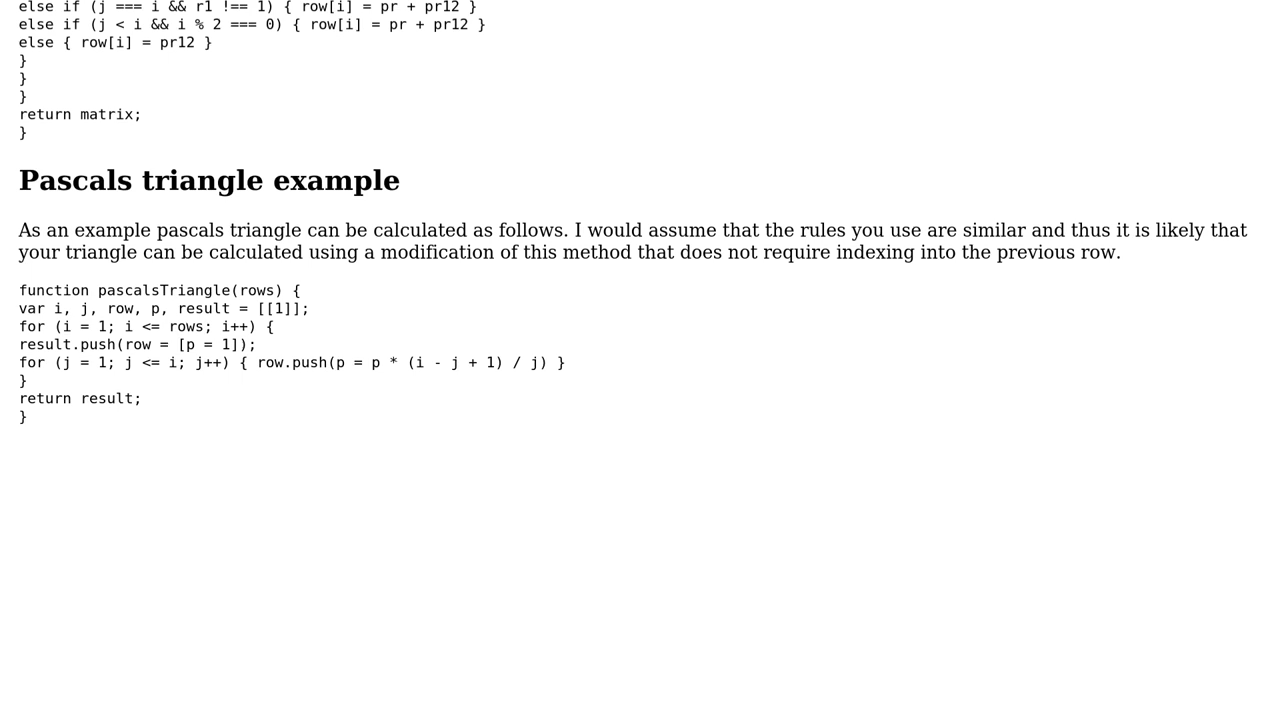 else if (j === i && r1 !== 1) { row[i] = pr + pr12 }
else if (j < i && i % 2 === 0) { row[i] = pr + pr12 }
else { row[i] = pr12 }
}
}
}
return matrix;
}
Pascals triangle example
As an example pascals triangle can be calculated as follows. I would assume that the rules you use are similar and thus it is likely that
your triangle can be calculated using a modification of this method that does not require indexing into the previous row.
function pascalsTriangle(rows) {
var i, j, row, p, result = [[1]];
for (i = 1; i <= rows; i++) {
result.push(row = [p = 1]);
for (j = 1; j <= i; j++) { row.push(p = p * (i - j + 1) / j) }
}
return result;
}